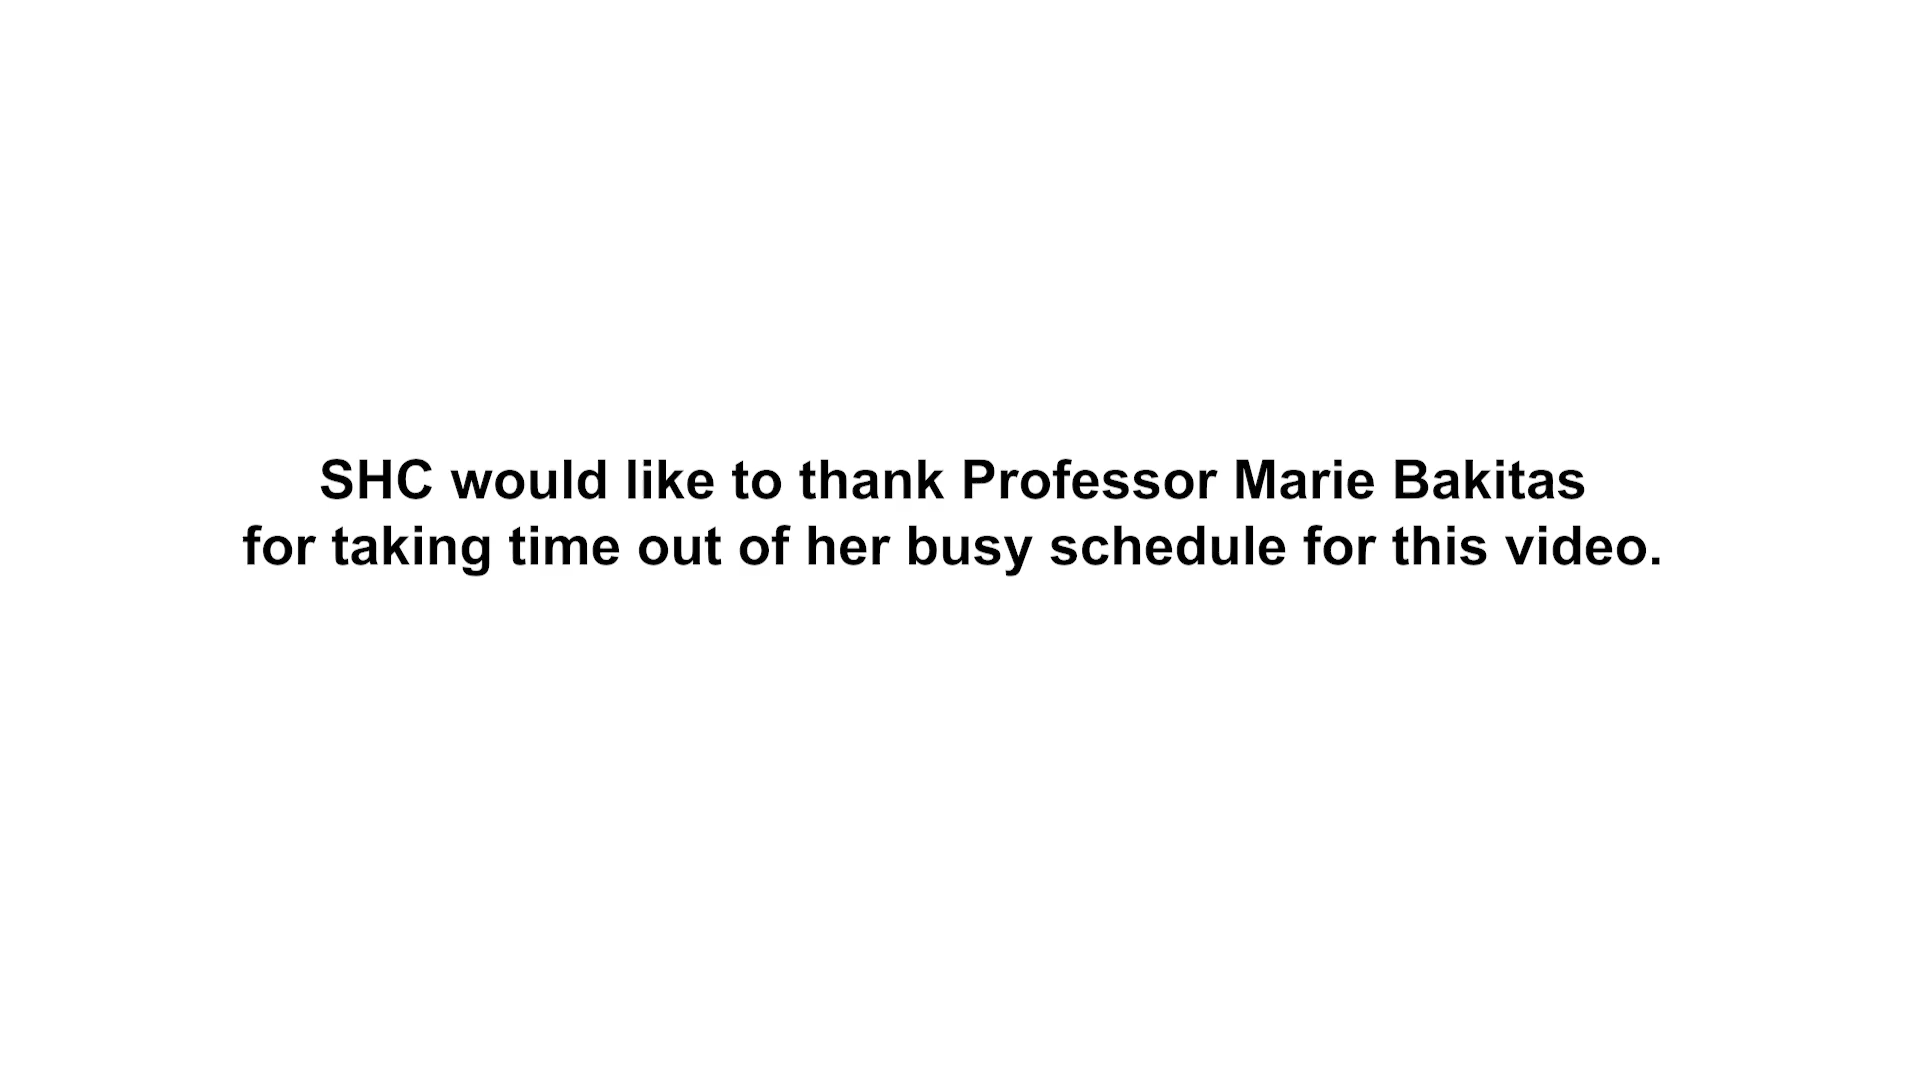 SHC would like to thank Professor Marie Bakitas
for taking time out of her busy schedule for this video.